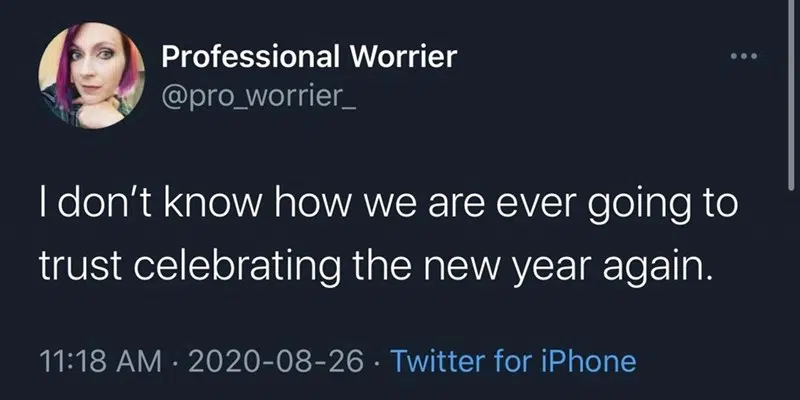 Professional Worrier
@pro_worrier_
I don’t know how we are ever going to
trust celebrating the new year again.
11:18 AM · 2020-08-26 · Twitter for iPhone